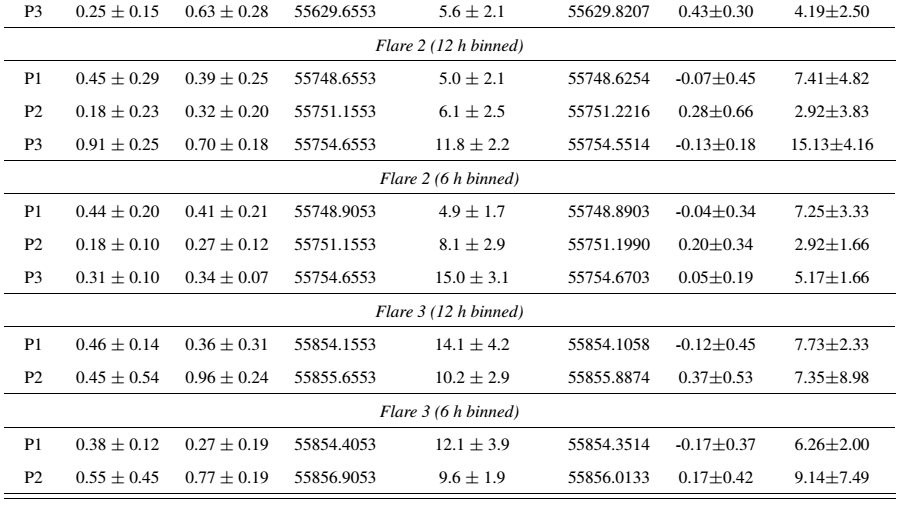 P3 0.25 ± 0.15 0.63 ± 0.28 55629.6553 5.6 ± 2.1 55629.8207 0.43±0.30 4.19±2.50
Flare 2 (12 h binned)
P1 0.45 ± 0.29 0.39 ± 0.25 55748.6553 5.0 ± 2.1 55748.6254 -0.07±0.45 7.41±4.82
P2 0.18 ± 0.23 0.32 ± 0.20 55751.1553 6.1 ± 2.5 55751.2216 0.28±0.66 2.92±3.83
P3 0.91 ± 0.25 0.70 ± 0.18 55754.6553 11.8 ± 2.2 55754.5514 -0.13±0.18 15.13±4.16
Flare 2 (6 h binned)
P1 0.44 ± 0.20 0.41 ± 0.21 55748.9053 4.9 ± 1.7 55748.8903 -0.04±0.34 7.25±3.33
P2 0.18 ± 0.10 0.27 ± 0.12 55751.1553 8.1 ± 2.9 55751.1990 0.20±0.34 2.92±1.66
P3 0.31 ± 0.10 0.34 ± 0.07 55754.6553 15.0 ± 3.1 55754.6703 0.05±0.19 5.17±1.66
Flare 3 (12 h binned)
P1 0.46 ± 0.14 0.36 ± 0.31 55854.1553 14.1 ± 4.2 55854.1058 -0.12±0.45 7.73±2.33
P2 0.45 ± 0.54 0.96 ± 0.24 55855.6553 10.2 ± 2.9 55855.8874 0.37±0.53 7.35±8.98
Flare 3 (6 h binned)
P1 0.38 ± 0.12 0.27 ± 0.19 55854.4053 12.1 ± 3.9 55854.3514 -0.17±0.37 6.26±2.00
P2 0.55 ± 0.45 0.77 ± 0.19 55856.9053 9.6 ± 1.9 55856.0133 0.17±0.42 9.14±7.49